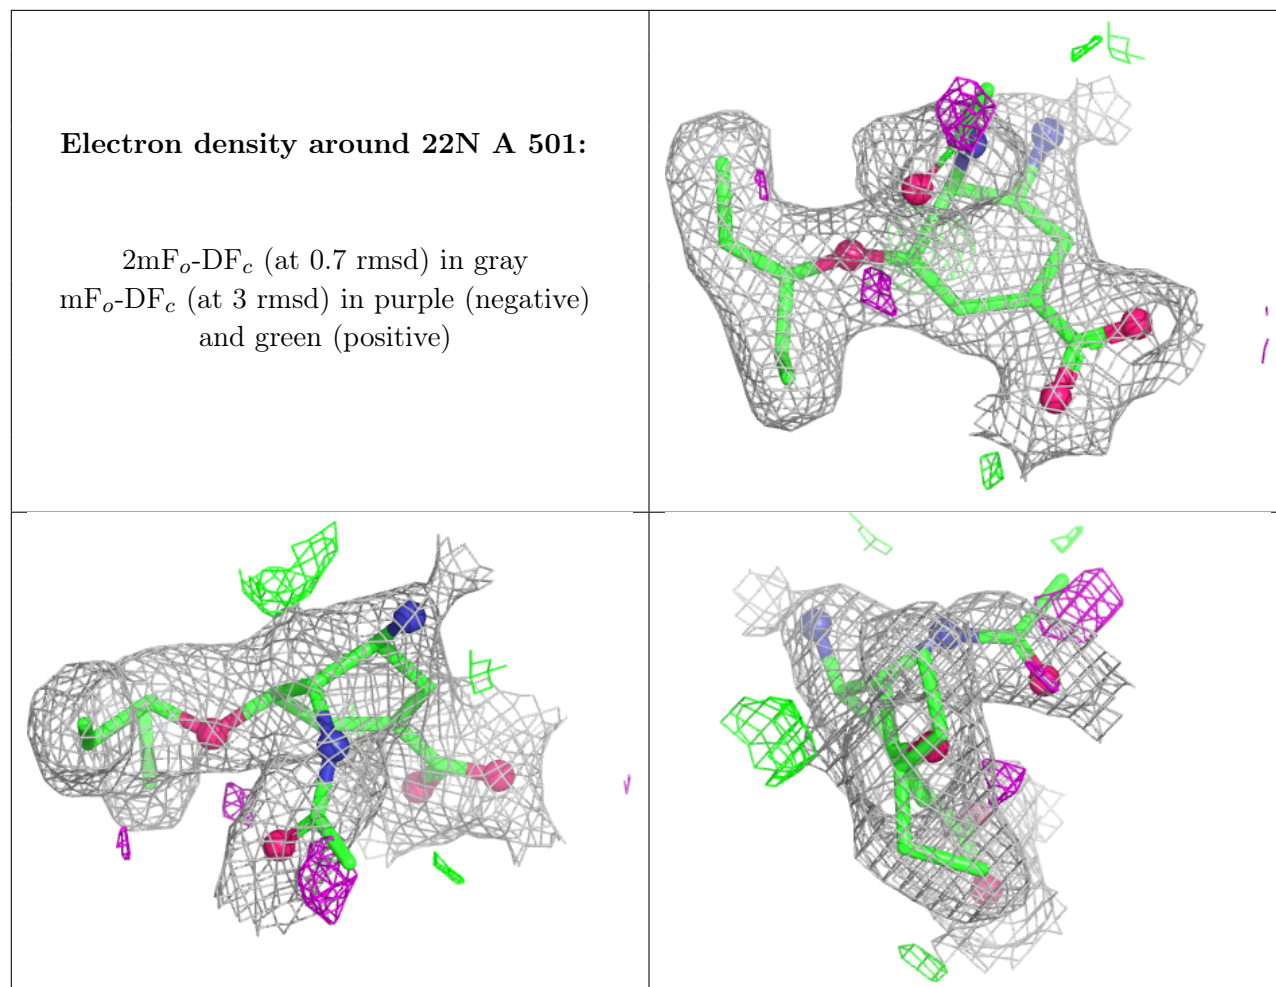 Electron density around 22N A 501:
2mFo-DFc (at 0.7 rmsd) in gray
mFo-DFc (at 3 rmsd) in purple (negative)
and green (positive)